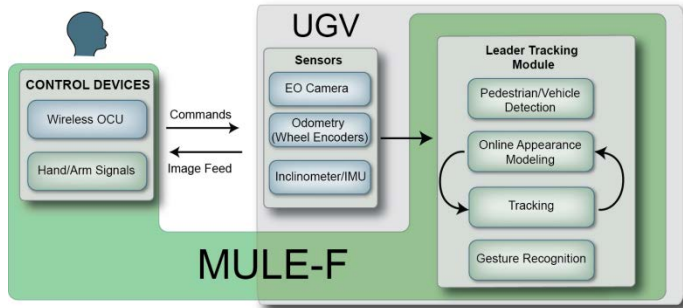 UGV
CONTROL DEVICES
Wireless OCU
Hand/Arm Signals
Commands
Image Feed
Sensors
EO Camera
Odometry
(Wheel Encoders)
Inclinometer/IMU
Leader Tracking
Module
Pedestrian/Vehicle
Detection
Online Appearance
Modeling
Tracking
Gesture Recognition
MULE-F